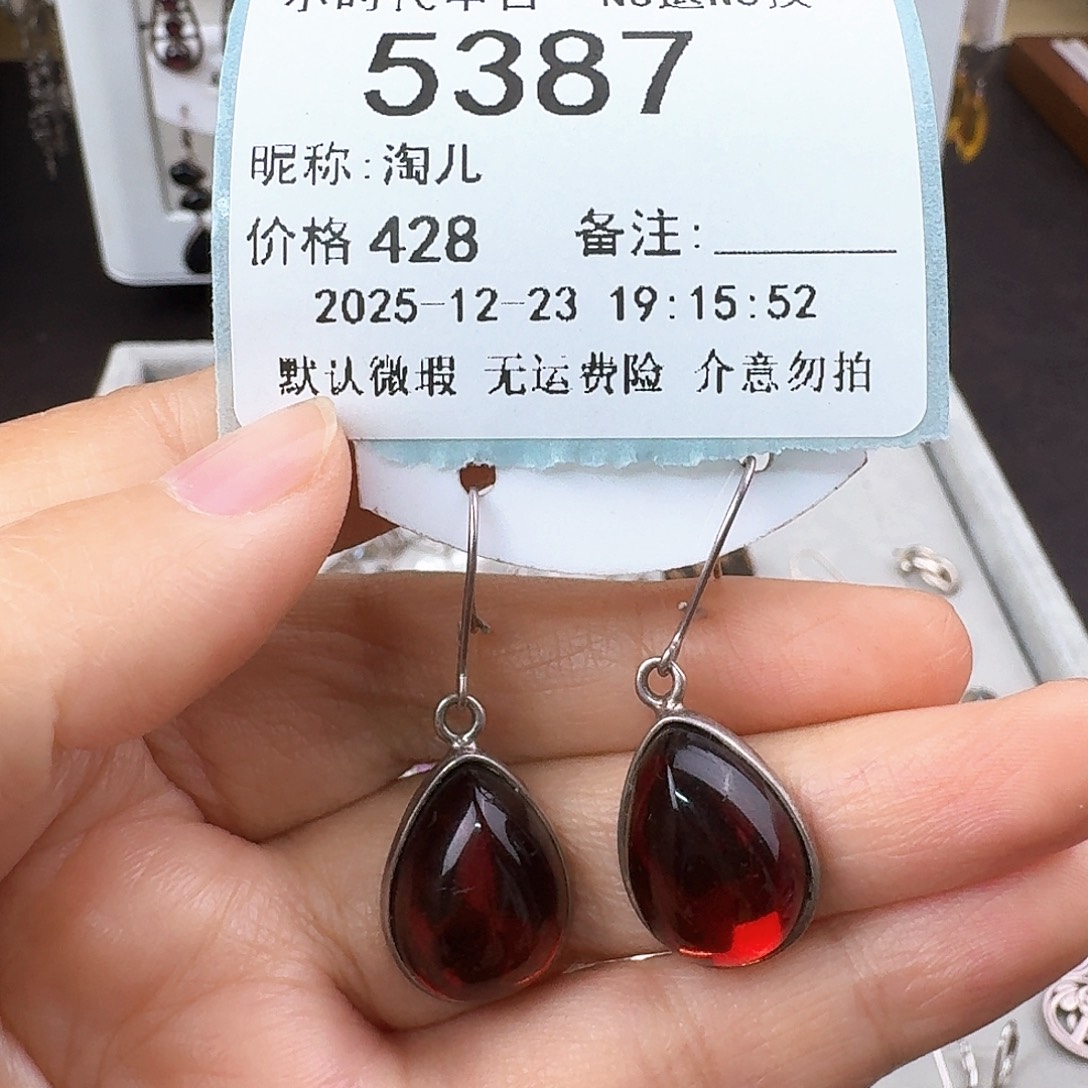 5387
昵称:淘儿
价格 428 备注:
2025-12-23 19:15:52
默认微瑕 无运费险 介意勿拍